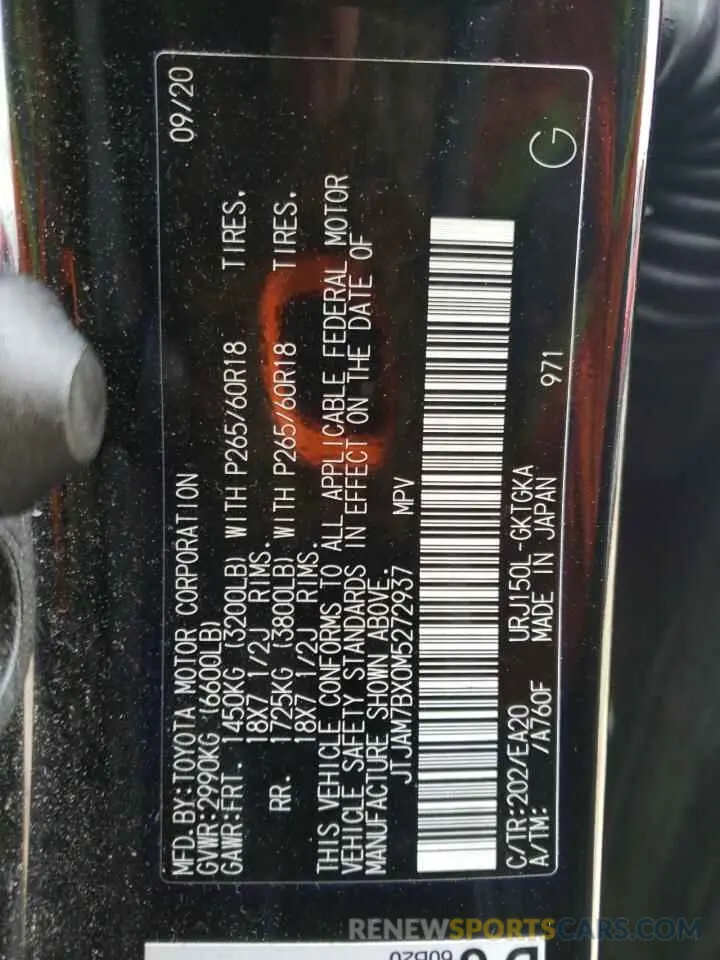 MFD.BY:TOYOTA MOTOR CORPORATION 09/20
GVWR:2990KG (6600LB)
GAWR:FRT. 1450KG (3200LB) WITH P265/60R18 TIRES.
18X7 1/2J RIMS.
RR. 1725KG (3800LB) WITH P265/60R18 TIRES.
18X7 1/2J RIMS.
THIS VEHICLE CONFORMS TO ALL APPLICABLE FEDERAL MOTOR
VEHICLE SAFETY STANDARDS IN EFFECT ON THE DATE OF
MANUFACTURE SHOWN ABOVE.
JTJAM7BX0M5272937 MPV
C/TR:202/EA20 URJ150L-GKTGKA
A/TM: /A760F MADE IN JAPAN 971 G
60B20
RENEWSPORTSCARS.COM